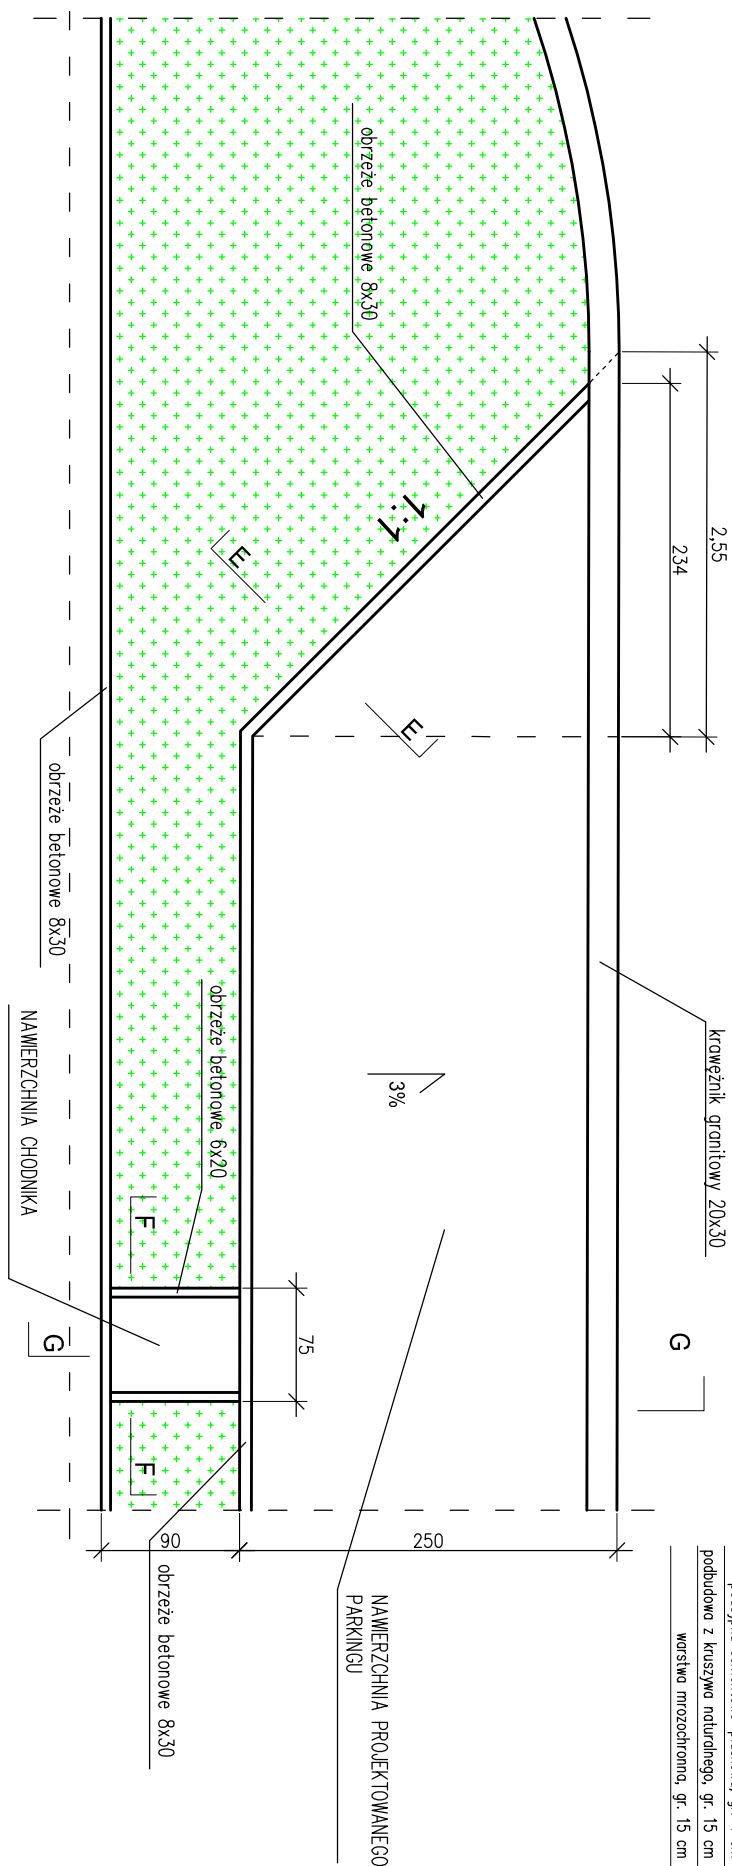 obrzeże betonowe 8x30
1:1
E
E
2,55
234
obrzeże betonowe 8x30
krawężnik granitowy 20x30
NAWIERZCHNIA CHODNIKA
obrzeże betonowe 6x20
3%
F
F
G
G
75
90
250
obrzeże betonowe 8x30
NAWIERZCHNIA PROJEKTOWANEGO
PARKINGU
podbudowa z kruszywa naturalnego, gr. 15 cm
warstwa mrozochronna, gr. 15 cm